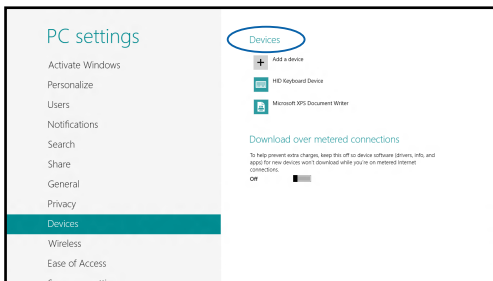 PC settings
Activate Windows
Personalize
Users
Notifications
Search
Share
General
Privacy
Devices
Wireless
Ease of Access
Devices
Add a device
HID Keyboard Device
Microsoft XPS Document Writer
Download over metered connections
To help prevent extra charges, keep this off so device software (drivers, info, and
apps) for new devices won't download while you're on metered Internet
connections.
Off